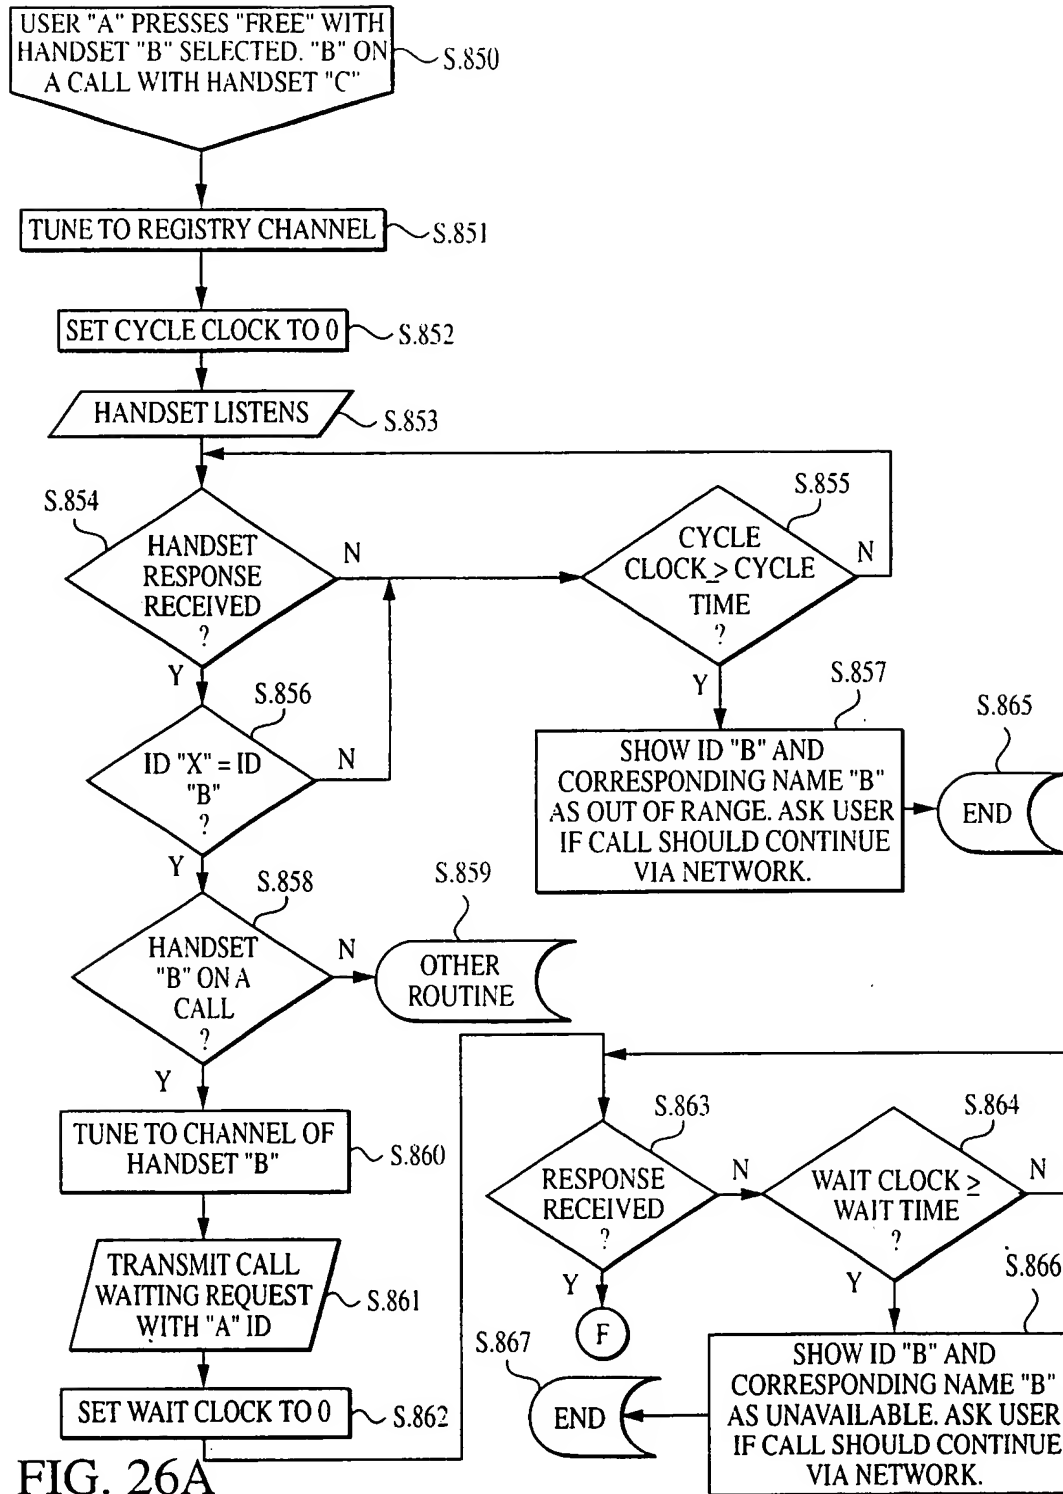 USER "A" PRESSES "FREE" WITH
HANDSET "B" SELECTED. "B" ON
A CALL WITH HANDSET "C"
S.850
TUNE TO REGISTRY CHANNEL
S.851
SET CYCLE CLOCK TO 0
S.852
HANDSET LISTENS
S.853
S.854
HANDSET
RESPONSE
RECEIVED
?
N
Y
S.855
CYCLE
CLOCK ≥ CYCLE
TIME
?
N
Y
S.856
ID "X" = ID
"B"
?
N
Y
S.857
SHOW ID "B" AND
CORRESPONDING NAME "B"
AS OUT OF RANGE. ASK USER
IF CALL SHOULD CONTINUE
VIA NETWORK.
S.865
END
S.858
HANDSET
"B" ON A
CALL
?
N
Y
S.859
OTHER
ROUTINE
TUNE TO CHANNEL OF
HANDSET "B"
S.860
TRANSMIT CALL
WAITING REQUEST
WITH "A" ID
S.861
SET WAIT CLOCK TO 0
S.862
S.863
RESPONSE
RECEIVED
?
N
Y
F
S.864
WAIT CLOCK ≥
WAIT TIME
?
N
Y
S.866
SHOW ID "B" AND
CORRESPONDING NAME "B"
AS UNAVAILABLE. ASK USER
IF CALL SHOULD CONTINUE
VIA NETWORK.
S.867
END
FIG. 26A